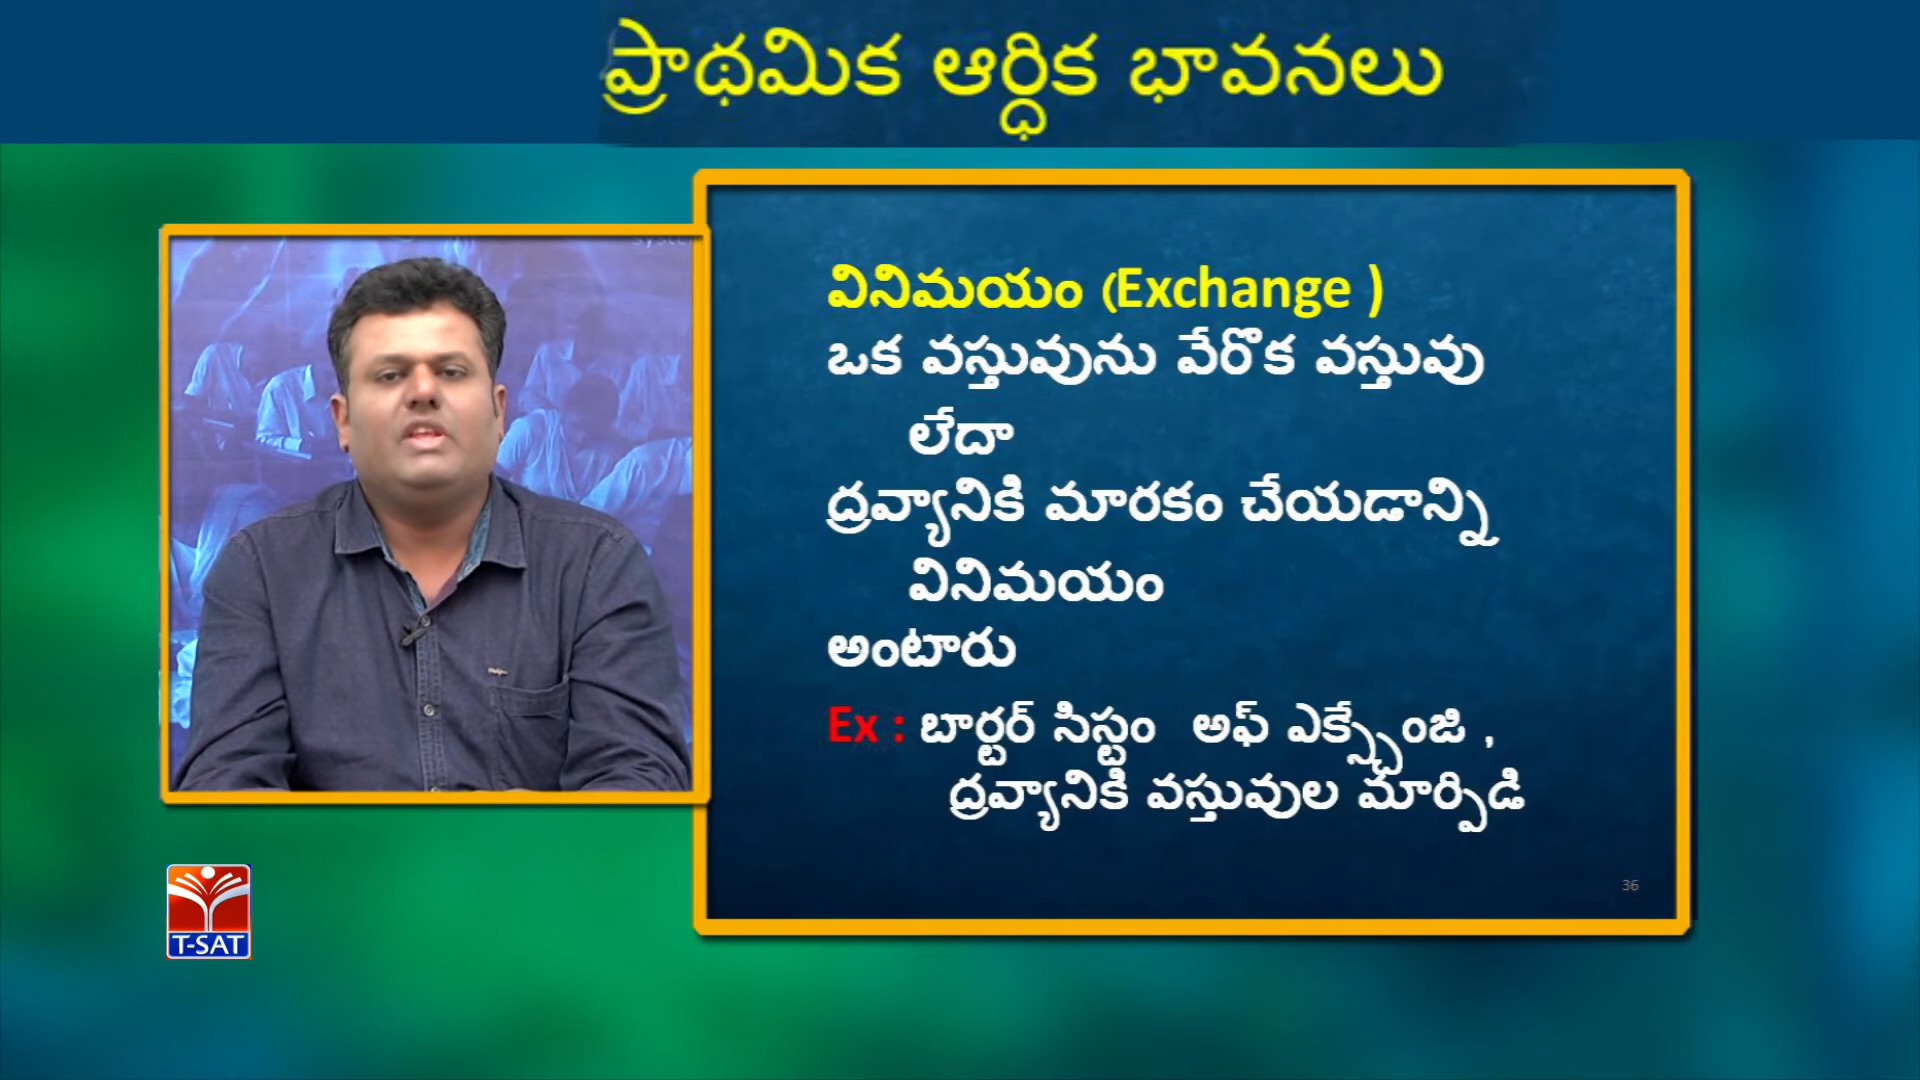 ప్రాథమిక ఆర్ధిక భావనలు
వినిమయం (Exchange )
ఒక వస్తువును వేరొక వస్తువు
లేదా
ద్రవ్యానికి మారకం చేయడాన్ని
వినిమయం
అంటారు
Ex : బార్టర్ సిస్టం అఫ్ ఎక్స్చేంజి ,
ద్రవ్యానికి వస్తువుల మార్పిడి
36
T-SAT